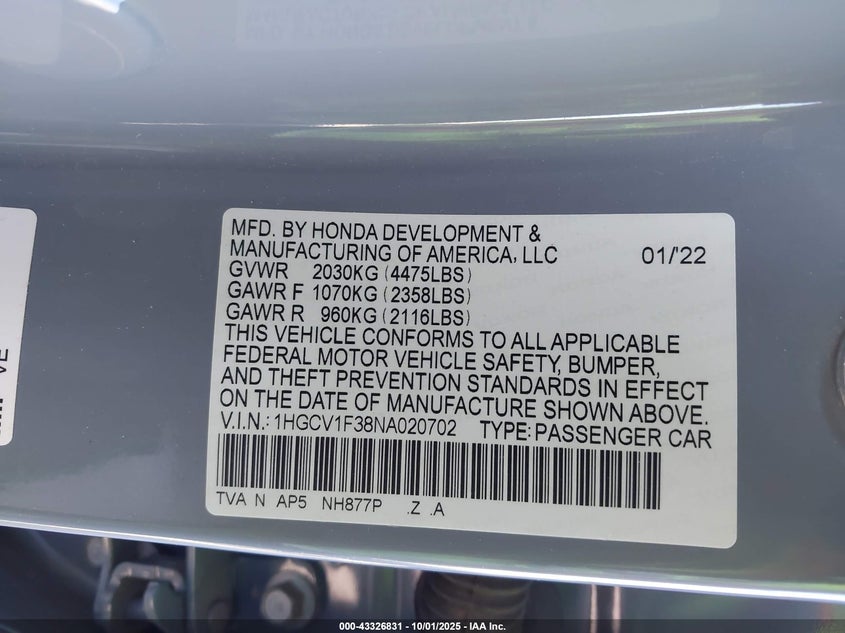 MFD. BY HONDA DEVELOPMENT &
MANUFACTURING OF AMERICA, LLC 01/'22
GVWR 2030KG (4475LBS)
GAWR F 1070KG (2358LBS)
GAWR R 960KG (2116LBS)
THIS VEHICLE CONFORMS TO ALL APPLICABLE
FEDERAL MOTOR VEHICLE SAFETY, BUMPER,
AND THEFT PREVENTION STANDARDS IN EFFECT
ON THE DATE OF MANUFACTURE SHOWN ABOVE.
V.I.N.: 1HGCV1F38NA020702 TYPE: PASSENGER CAR
TVA N AP5 NH877P .Z .A
VE
000-43326831 - 10/01/2025 - IAA Inc.